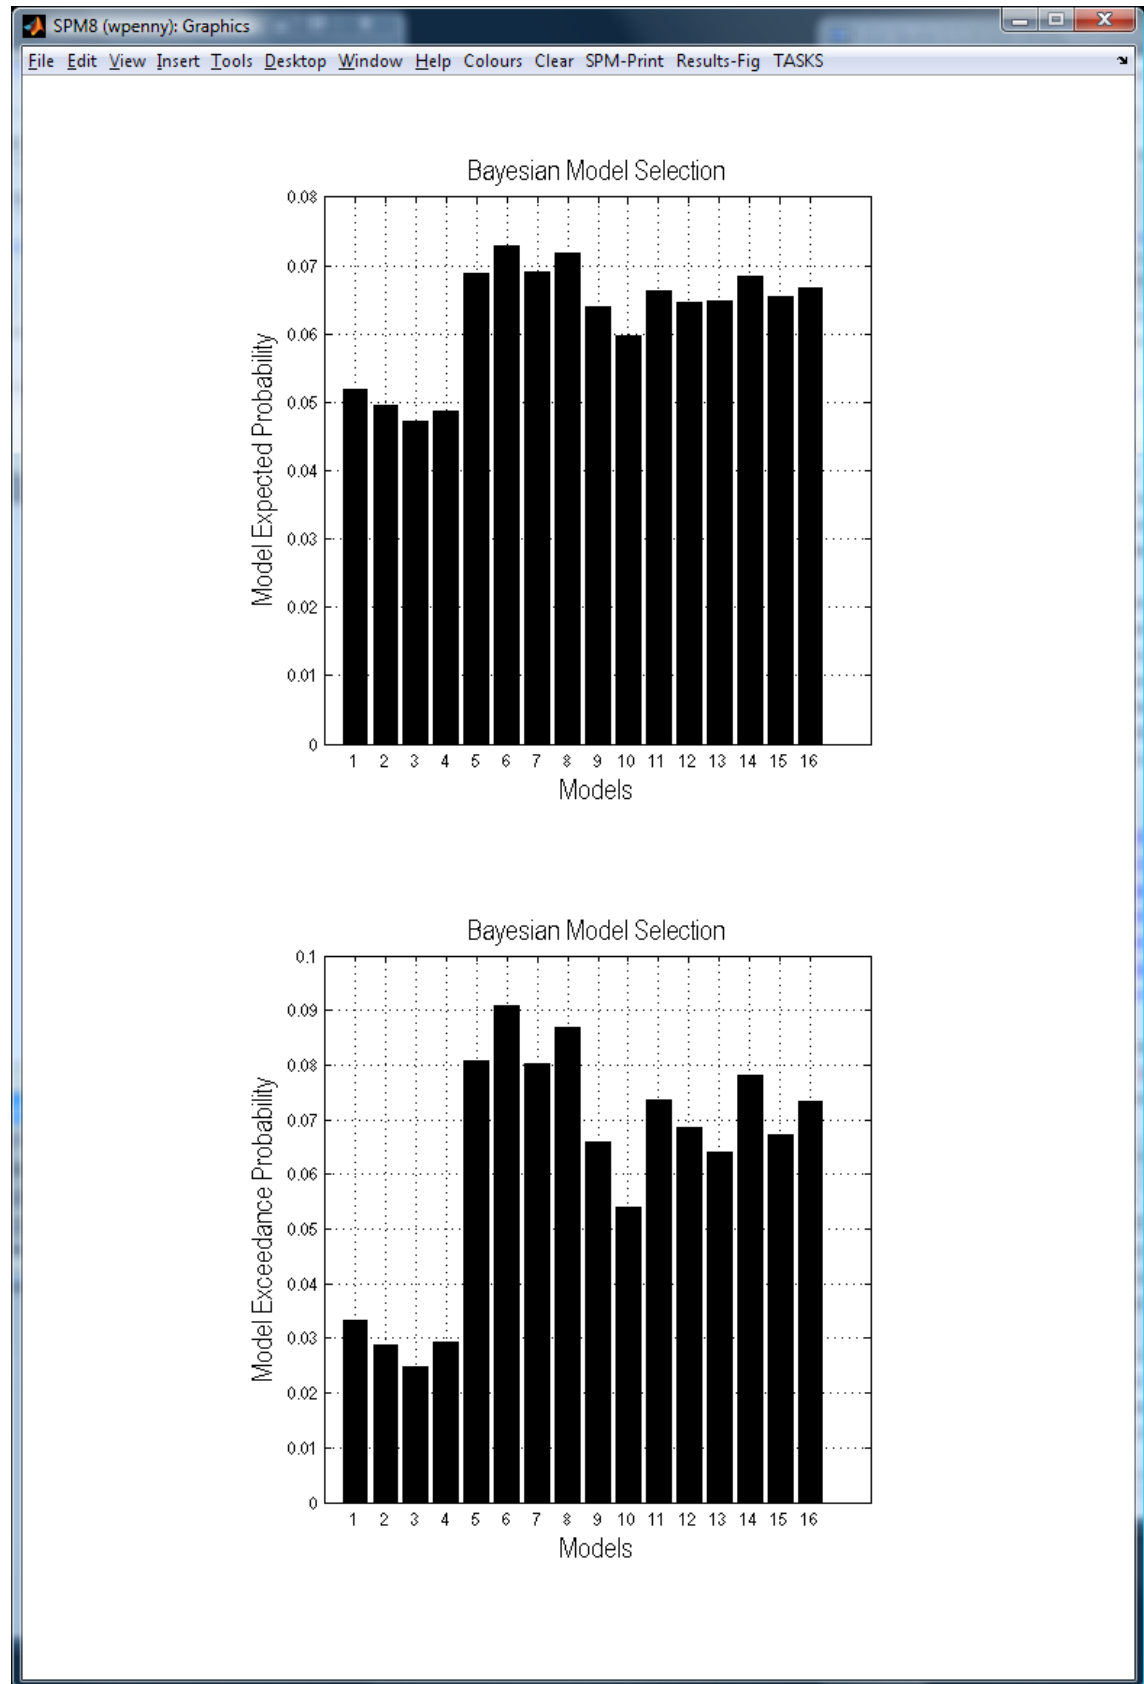 SPM8 (wpenny): Graphics
File Edit View Insert Tools Desktop Window Help Colours Clear SPM-Print Results-Fig TASKS
Bayesian Model Selection
Model Expected Probability
0.08
0.07
0.06
0.05
0.04
0.03
0.02
0.01
0
1 2 3 4 5 6 7 8 9 10 11 12 13 14 15 16
Models
Bayesian Model Selection
Model Exceedance Probability
0.1
0.09
0.08
0.07
0.06
0.05
0.04
0.03
0.02
0.01
0
1 2 3 4 5 6 7 8 9 10 11 12 13 14 15 16
Models